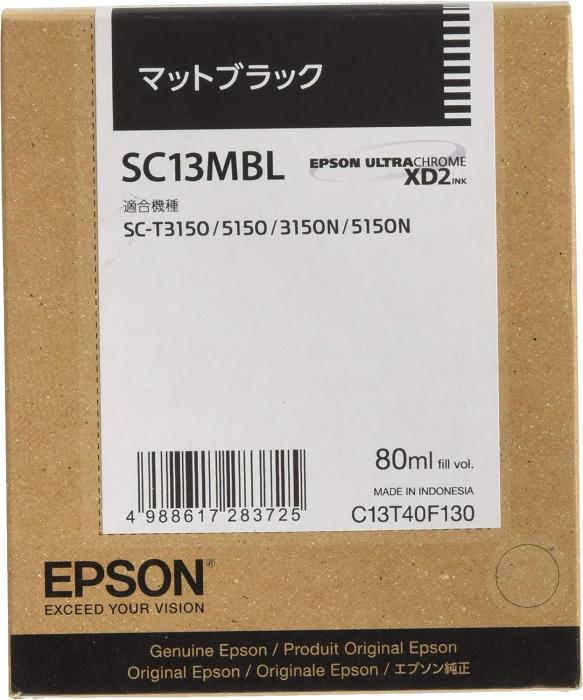 マットブラック
SC13MBL
EPSON ULTRACHROME
XD2 INK
適合機種
SC-T3150/5150/3150N/5150N
80ml fill vol.
MADE IN INDONESIA
4 988617 283725
C13T40F130
EPSON®
EXCEED YOUR VISION
Genuine Epson / Produit Original Epson
Original Epson / Originale Epson / エプソン純正